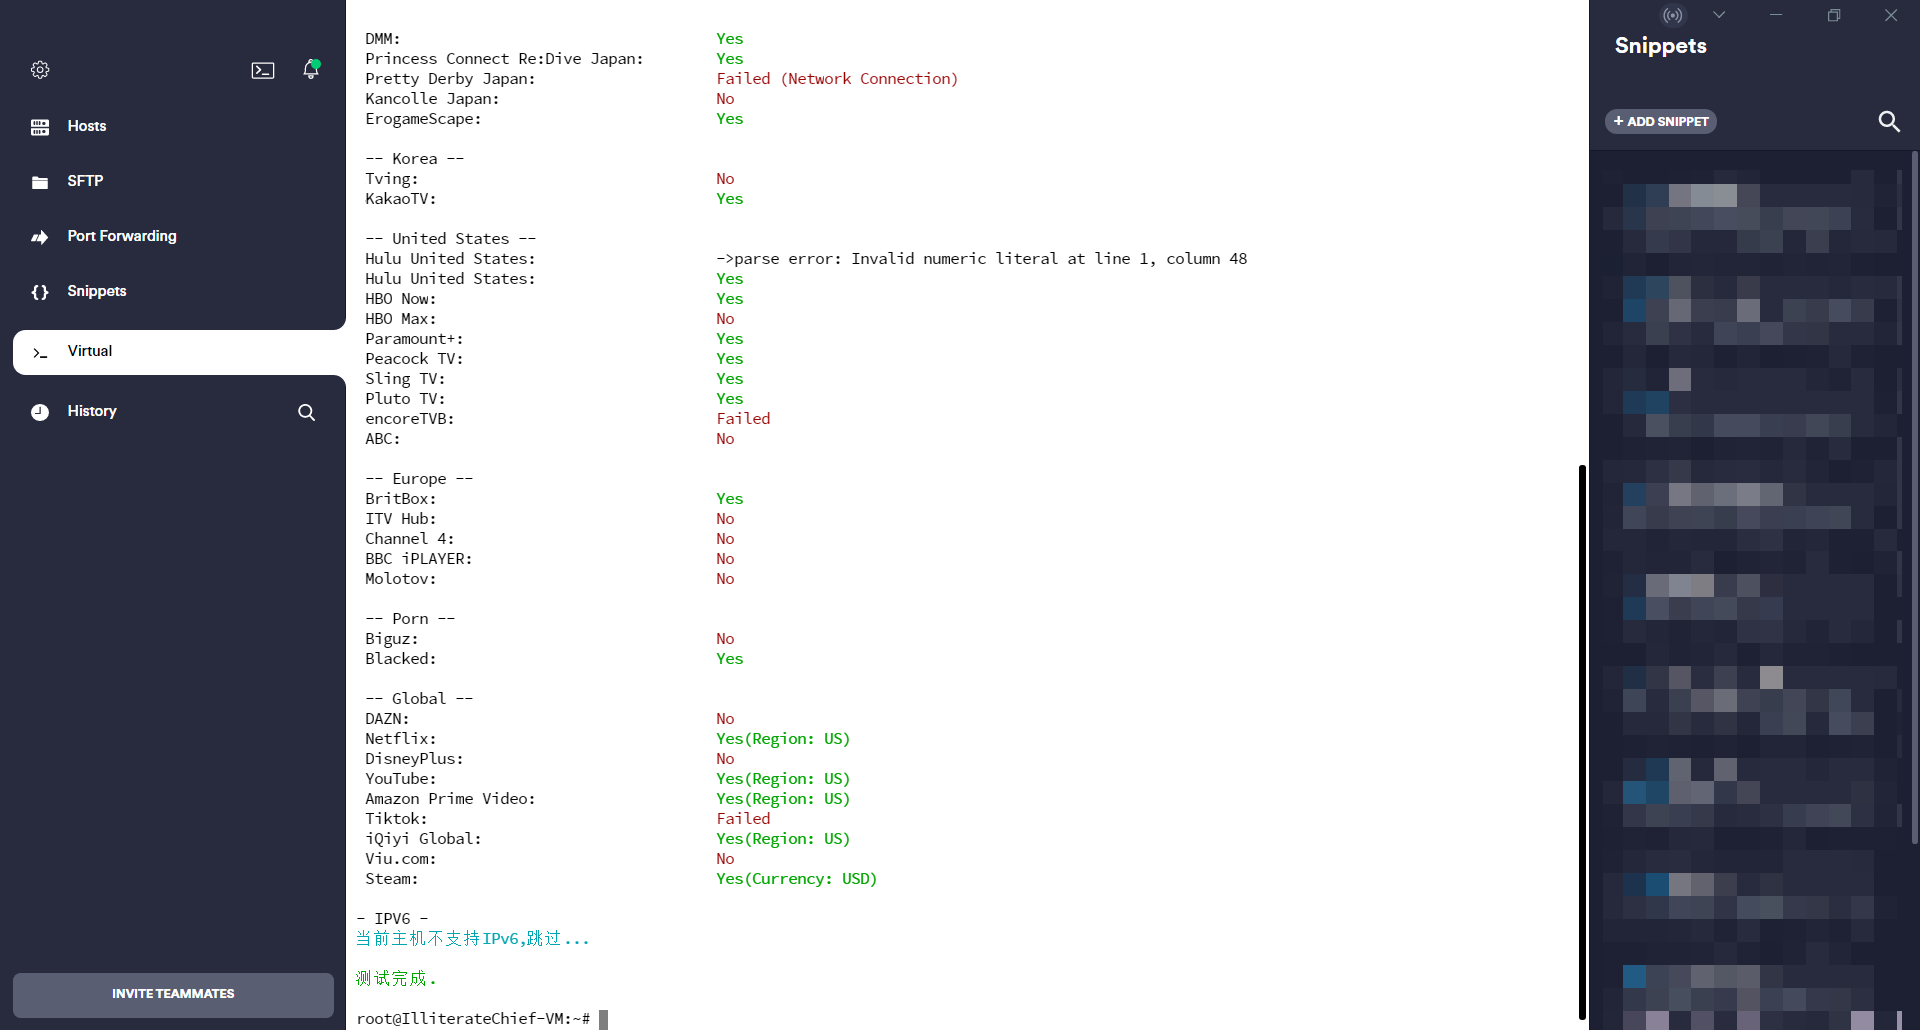 Hosts
SFTP
Port Forwarding
Snippets
Virtual
History
INVITE TEAMMATES
DMM: Yes
Princess Connect Re:Dive Japan: Yes
Pretty Derby Japan: Failed (Network Connection)
Kancolle Japan: No
ErogameScape: Yes
-- Korea --
Tving: No
KakaoTV: Yes
-- United States --
Hulu United States: ->parse error: Invalid numeric literal at line 1, column 48
Hulu United States: Yes
HBO Now: Yes
HBO Max: No
Paramount+: Yes
Peacock TV: Yes
Sling TV: Yes
Pluto TV: Yes
encoreTVB: Failed
ABC: No
-- Europe --
BritBox: Yes
ITV Hub: No
Channel 4: No
BBC iPLAYER: No
Molotov: No
-- Porn --
Biguz: No
Blacked: Yes
-- Global --
DAZN: No
Netflix: Yes(Region: US)
DisneyPlus: No
YouTube: Yes(Region: US)
Amazon Prime Video: Yes(Region: US)
Tiktok: Failed
iQiyi Global: Yes(Region: US)
Viu.com: No
Steam: Yes(Currency: USD)
- IPV6 -
当前主机不支持IPv6,跳过...
测试完成.
root@IlliterateChief-VM:~#
Snippets
+ ADD SNIPPET